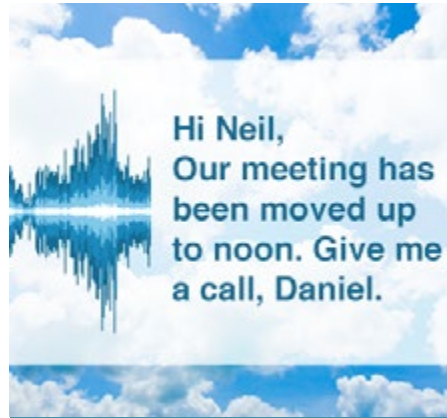 Hi Neil,
Our meeting has
been moved up
to noon. Give me
a call, Daniel.